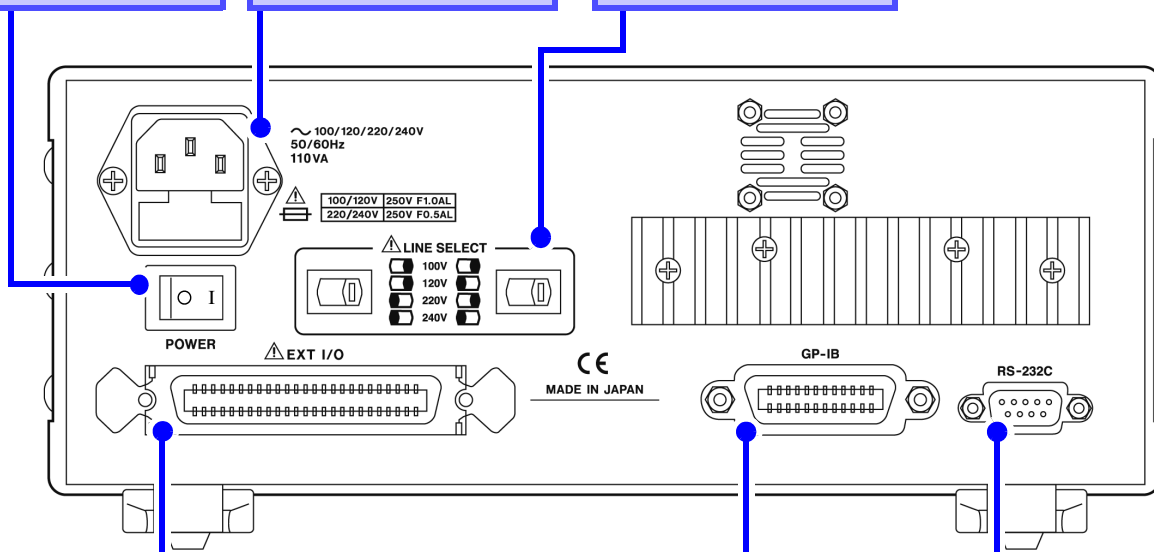 ～ 100/120/220/240V
50/60Hz
110VA
100/120V 250V F1.0AL
220/240V 250V F0.5AL
LINE SELECT
100V
120V
220V
240V
O I
POWER
EXT I/O
CE
MADE IN JAPAN
GP-IB
RS-232C